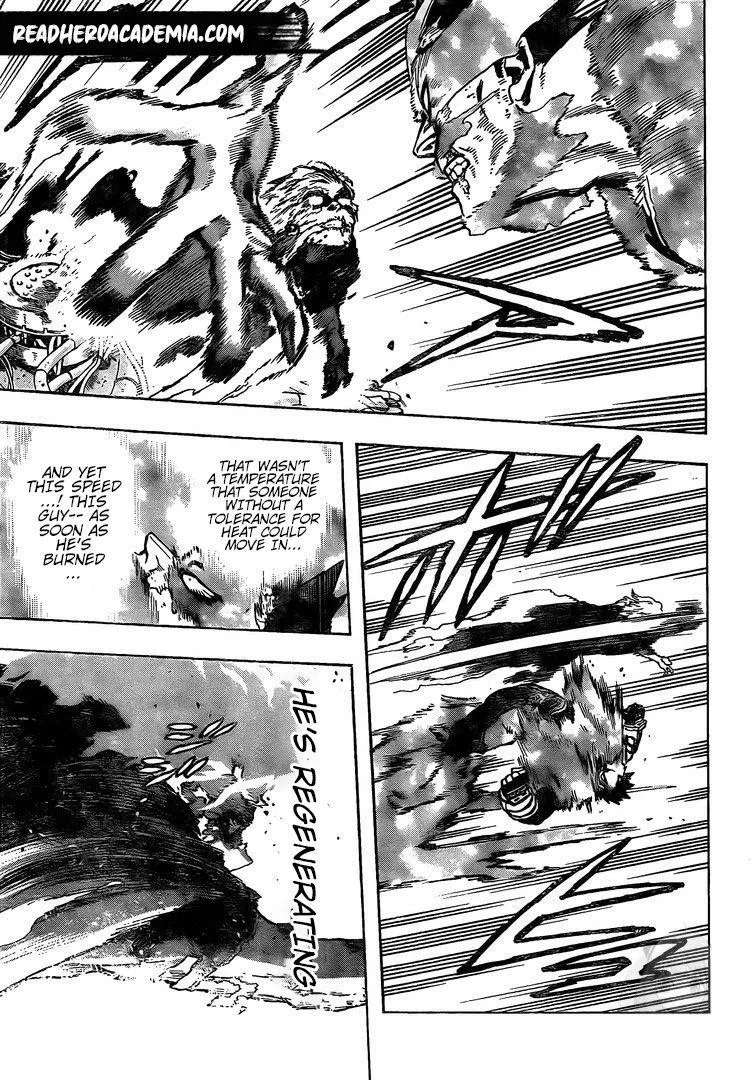 READHEROACADEMIA.COM
THAT WASN'T
A TEMPERATURE
THAT SOMEONE
WITHOUT A
TOLERANCE FOR
HEAT COULD
MOVE IN...
AND YET
THIS SPEED
...! THIS
GUY-- AS
SOON AS
HE'S
BURNED
...
HE'S REGENERATING